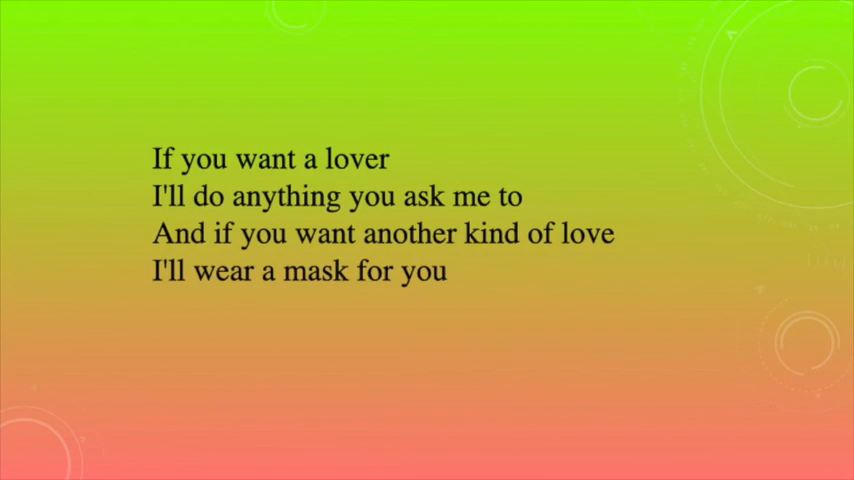 If you want a lover
I'll do anything you ask me to
And if you want another kind of love
I'll wear a mask for you